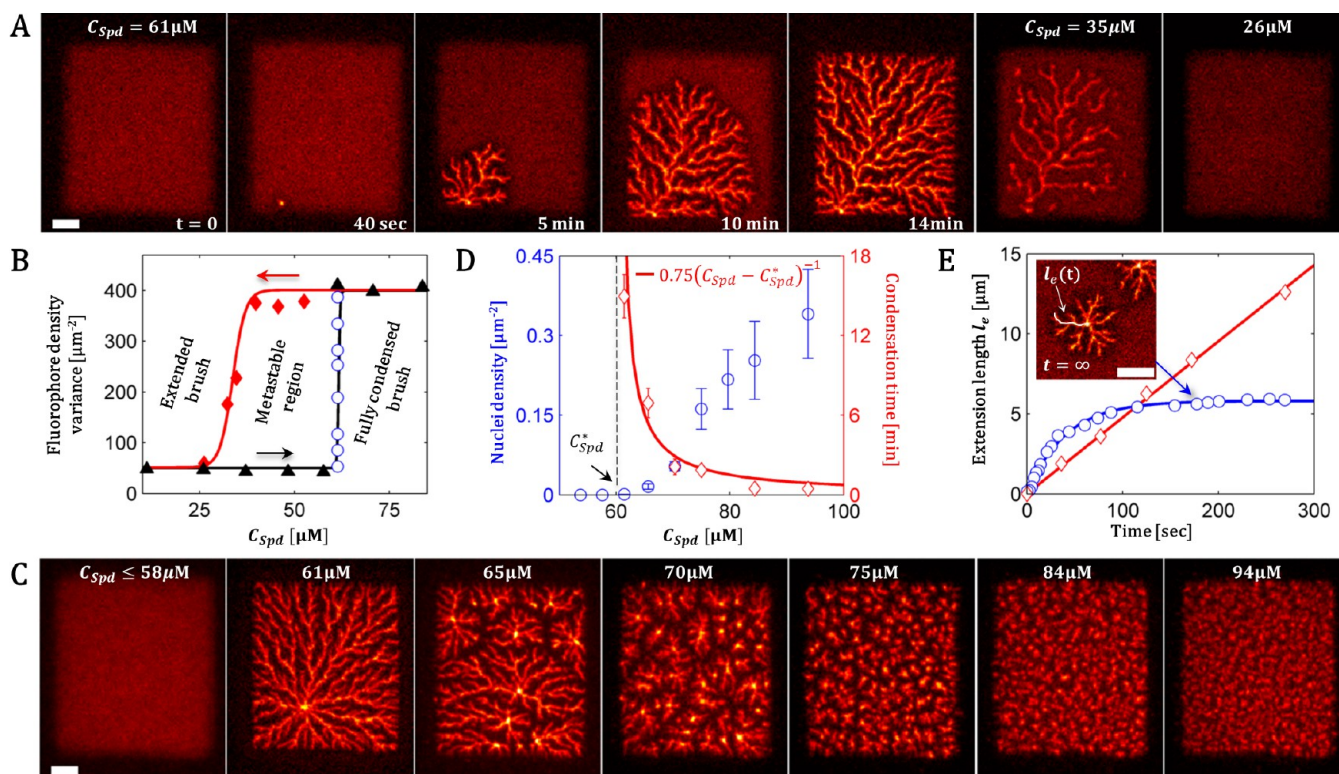 A
C_Spd = 61μM
C_Spd = 35μM
26μM
t = 0
40 sec
5 min
10 min
14min
B
Fluorophore density
variance [μm⁻²]
400
300
200
100
0
25
50
75
C_Spd [μM]
Extended
brush
Metastable
region
Fully condensed
brush
D
Nuclei density [μm⁻²]
0.45
0.3
0.15
0
0.75(C_Spd − C*_Spd)⁻¹
C*_Spd
60
80
100
C_Spd [μM]
18
12
6
0
Condensation time
[min]
E
Extension length l_e [μm]
15
10
5
0
l_e(t)
t = ∞
0
100
200
300
Time [sec]
C
C_Spd ≤ 58μM
61μM
65μM
70μM
75μM
84μM
94μM